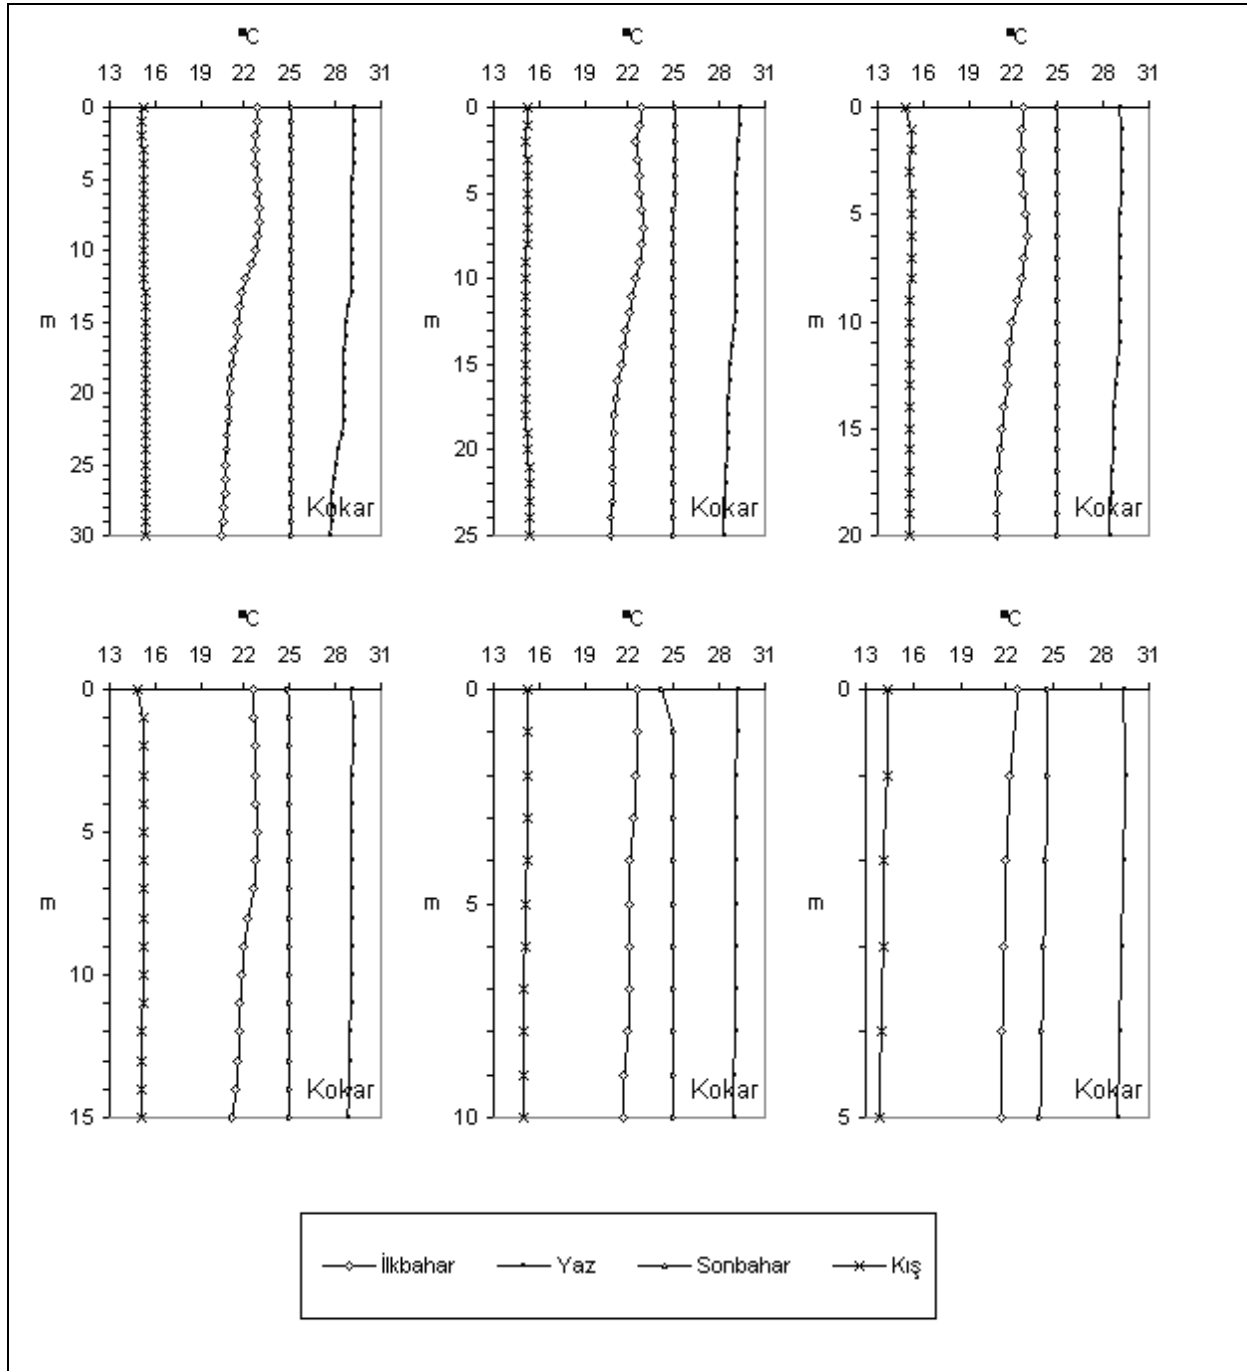 °C °C °C
13 16 19 22 25 28 31 13 16 19 22 25 28 31 13 16 19 22 25 28 31
0 0 0
5 5 5
10 10
m 15 m 15 m 10
20 20 15
25
Kokar Kokar Kokar
30 25 20
°C °C °C
13 16 19 22 25 28 31 13 16 19 22 25 28 31 13 16 19 22 25 28 31
0 0 0
5
m m 5 m
10
Kokar Kokar Kokar
15 10 5
İlkbahar Yaz Sonbahar Kış